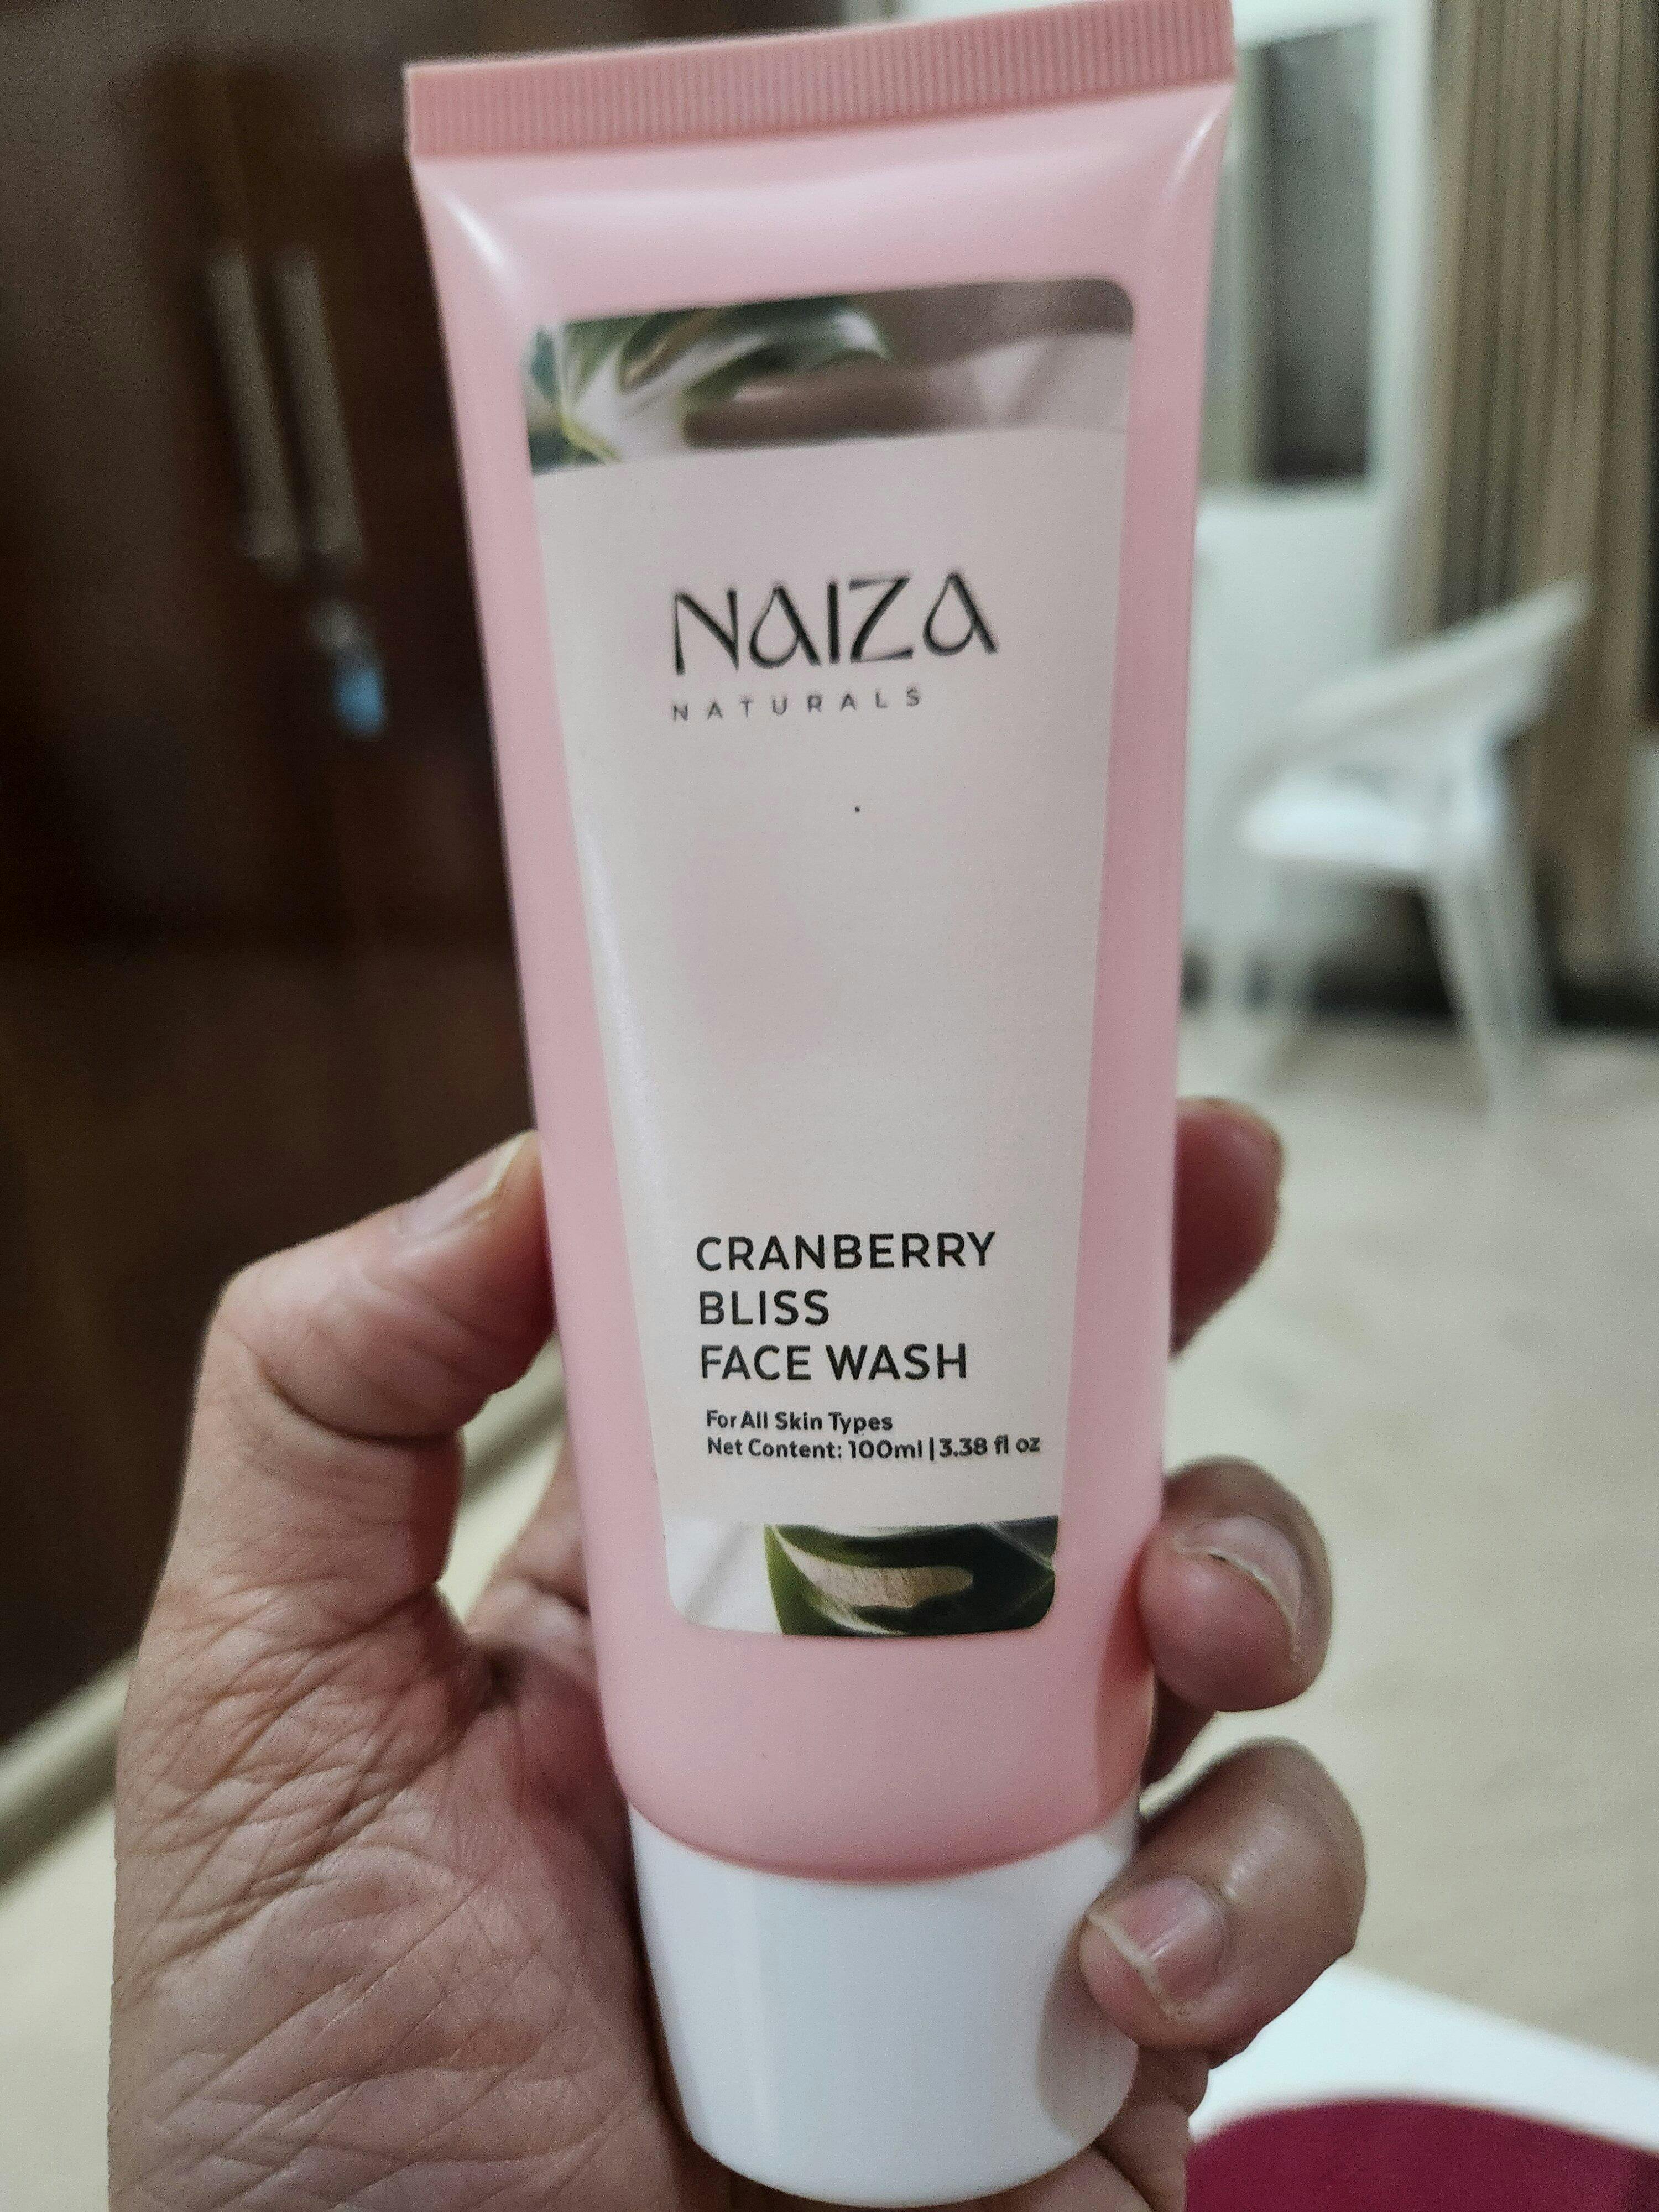 NAIZA
NATURALS
CRANBERRY
BLISS
FACE WASH
For All Skin Types
Net Content: 100ml | 3.38 fl oz